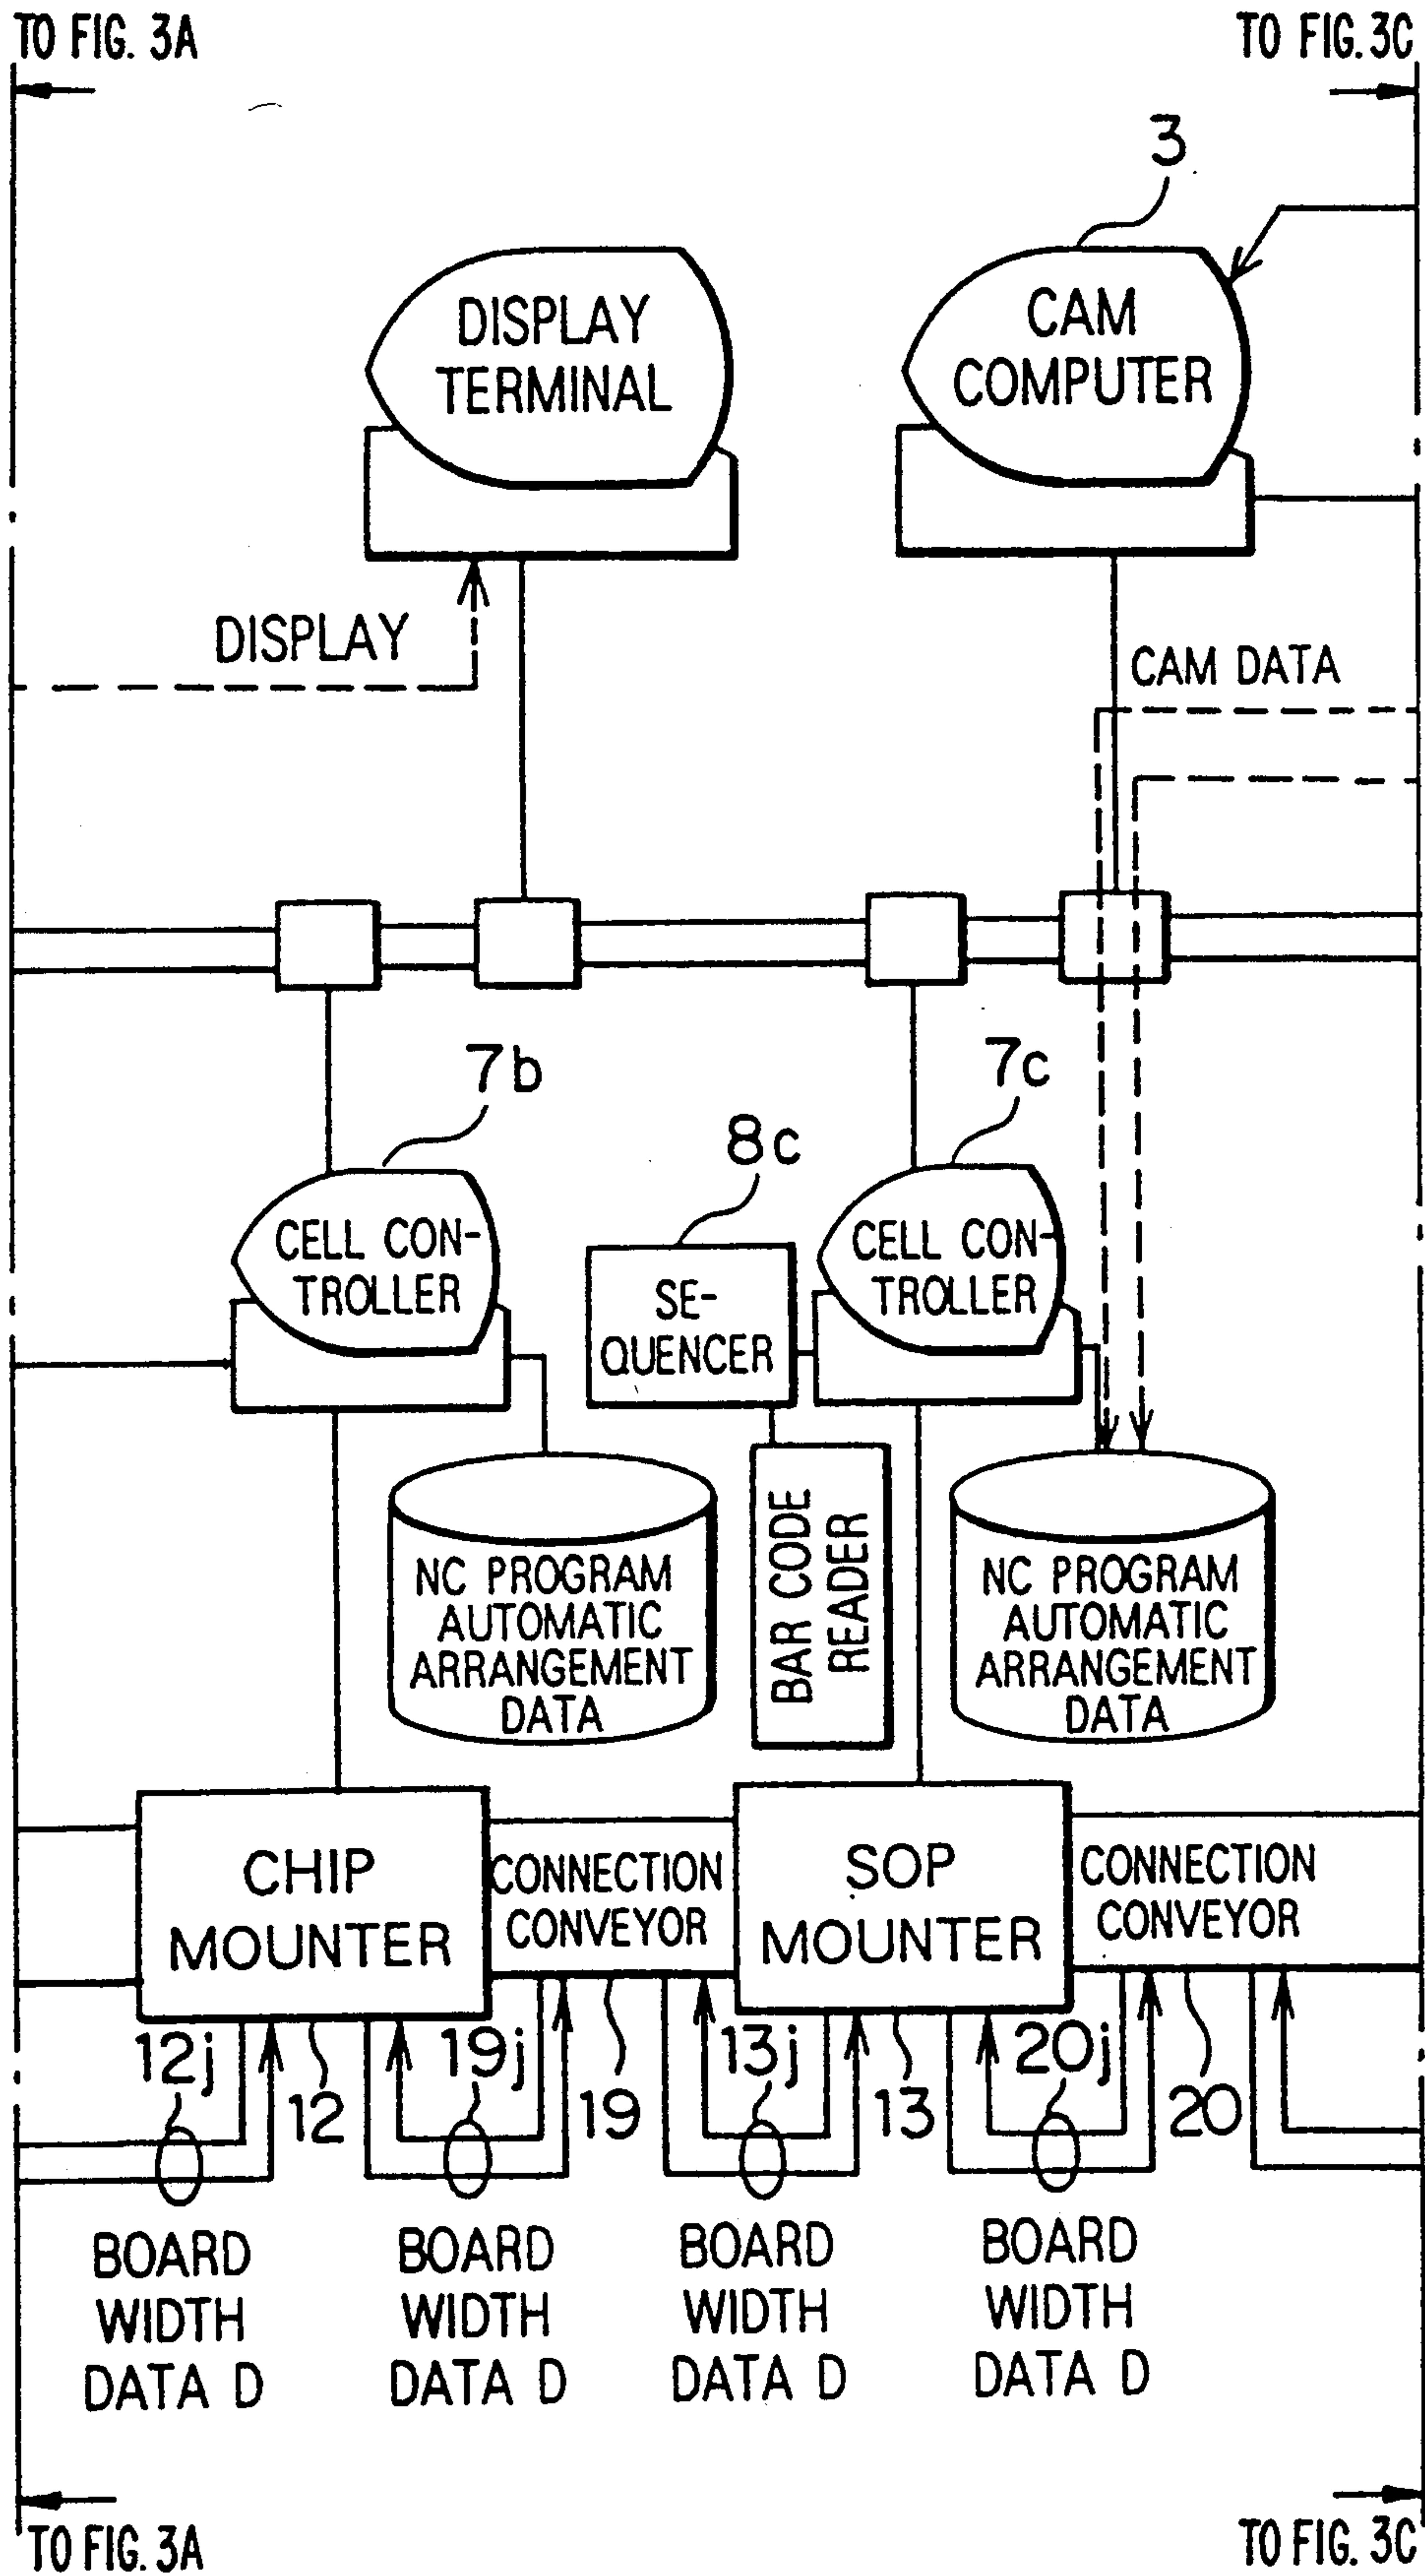 TO FIG. 3A
TO FIG. 3C
3
DISPLAY
TERMINAL
CAM
COMPUTER
DISPLAY
CAM DATA
7b
7c
8c
CELL CON-
TROLLER
SE-
QUENCER
CELL CON-
TROLLER
NC PROGRAM
AUTOMATIC
ARRANGEMENT
DATA
BAR CODE
READER
NC PROGRAM
AUTOMATIC
ARRANGEMENT
DATA
CHIP
MOUNTER
CONNECTION
CONVEYOR
SOP
MOUNTER
CONNECTION
CONVEYOR
12j
12
19j
19
13j
13
20j
20
BOARD
WIDTH
DATA D
BOARD
WIDTH
DATA D
BOARD
WIDTH
DATA D
BOARD
WIDTH
DATA D
TO FIG. 3A
TO FIG. 3C